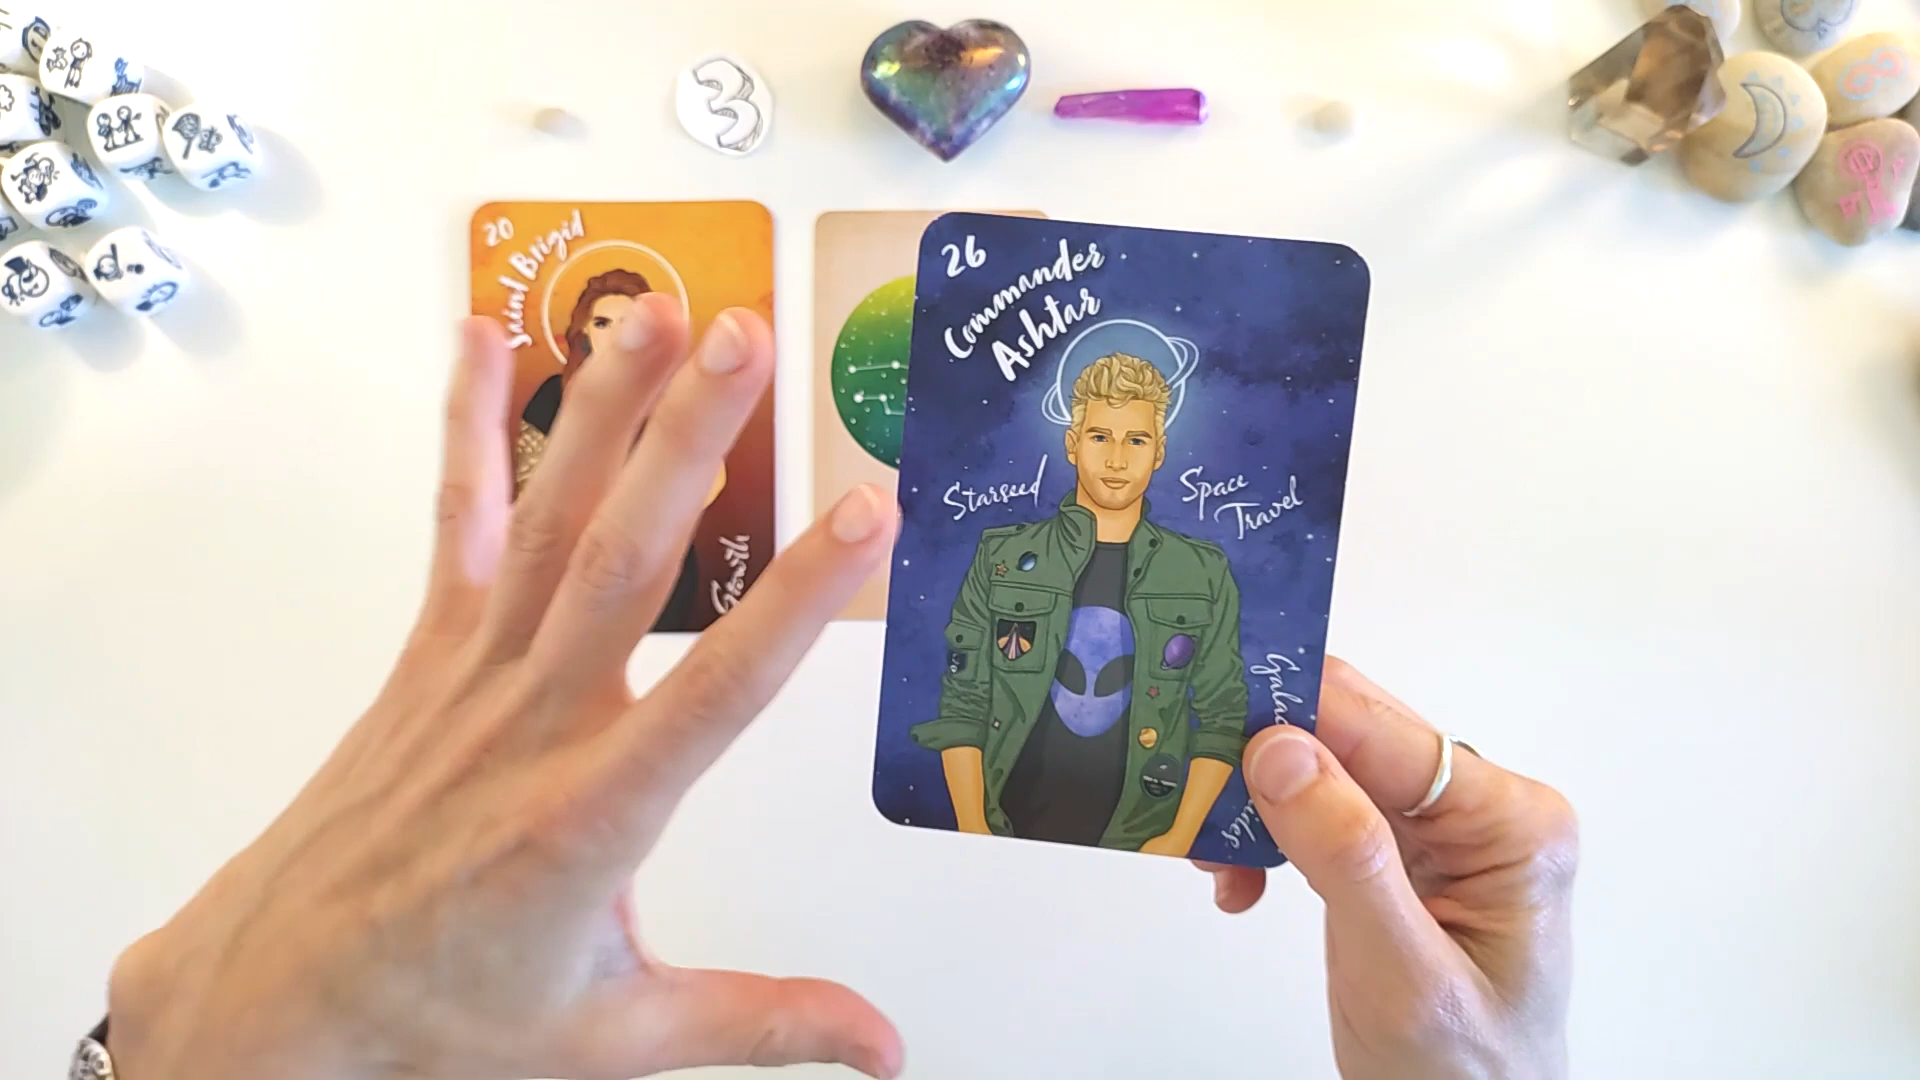 3
20
Saint Brigid
Growth
26
Commander
Ashtar
Starseed
Space
Travel